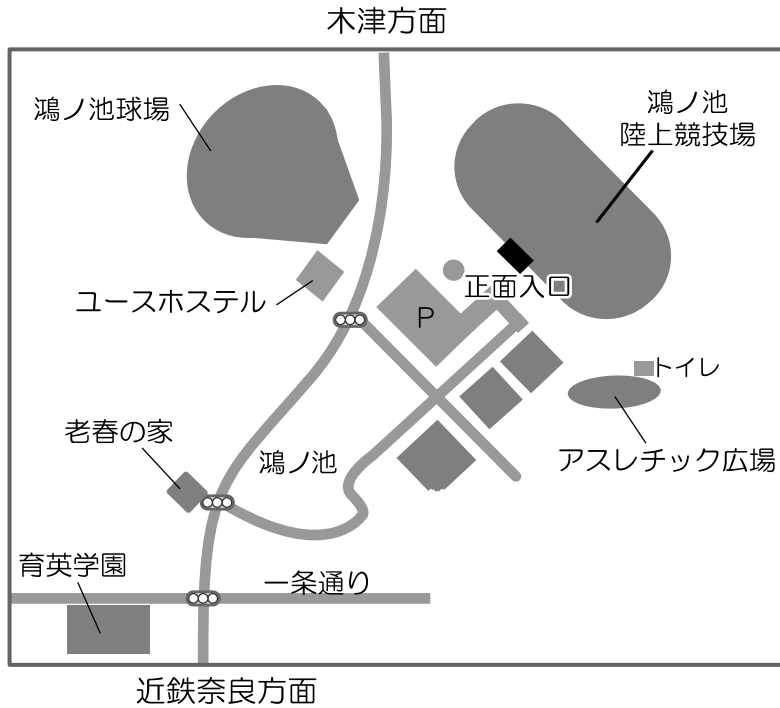 木津方面
鴻ノ池球場
鴻ノ池
陸上競技場
正面入口
ユースホステル
P
トイレ
老春の家
鴻ノ池
アスレチック広場
育英学園
一条通り
近鉄奈良方面